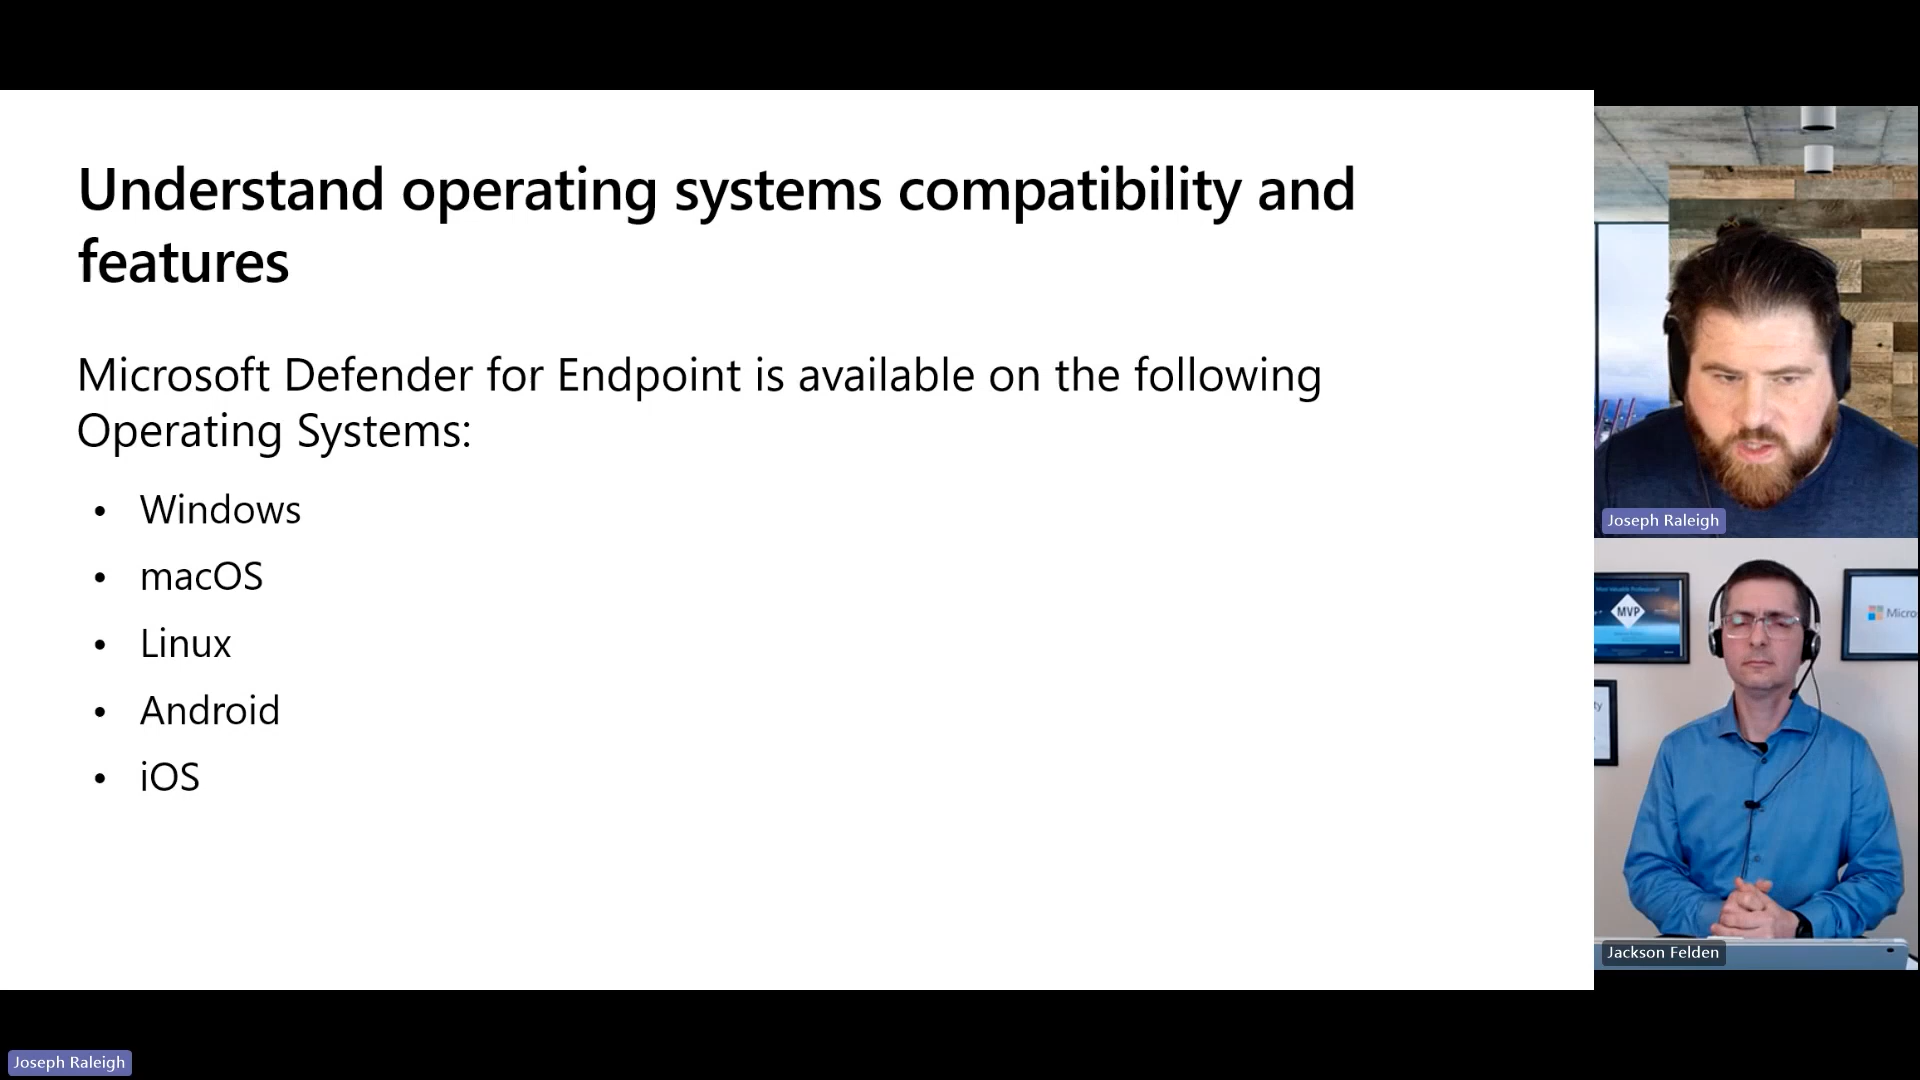 Understand operating systems compatibility and
features
Microsoft Defender for Endpoint is available on the following
Operating Systems:
• Windows
• macOS
• Linux
• Android
• iOS
Joseph Raleigh
MVP
Micro
Jackson Felden
Joseph Raleigh